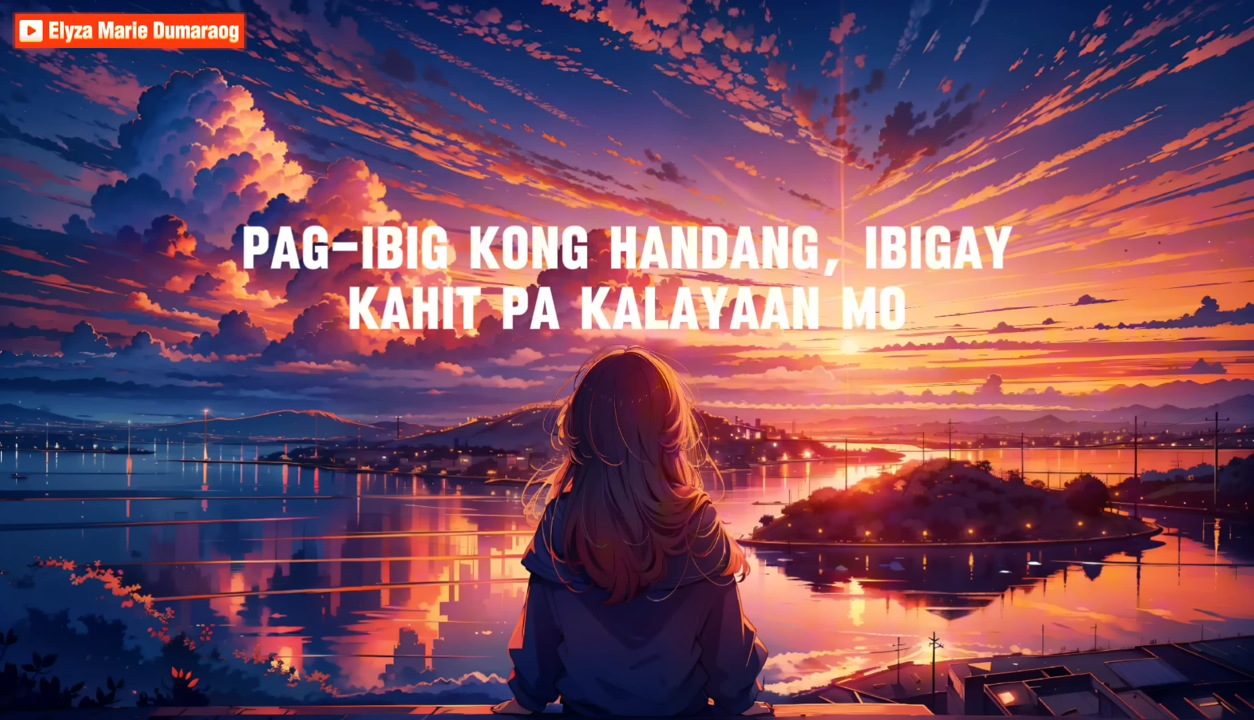 Elyza Marie Dumaraog
PAG-IBIG KONG HANDANG, IBIGAY
KAHIT PA KALAYAAN MO